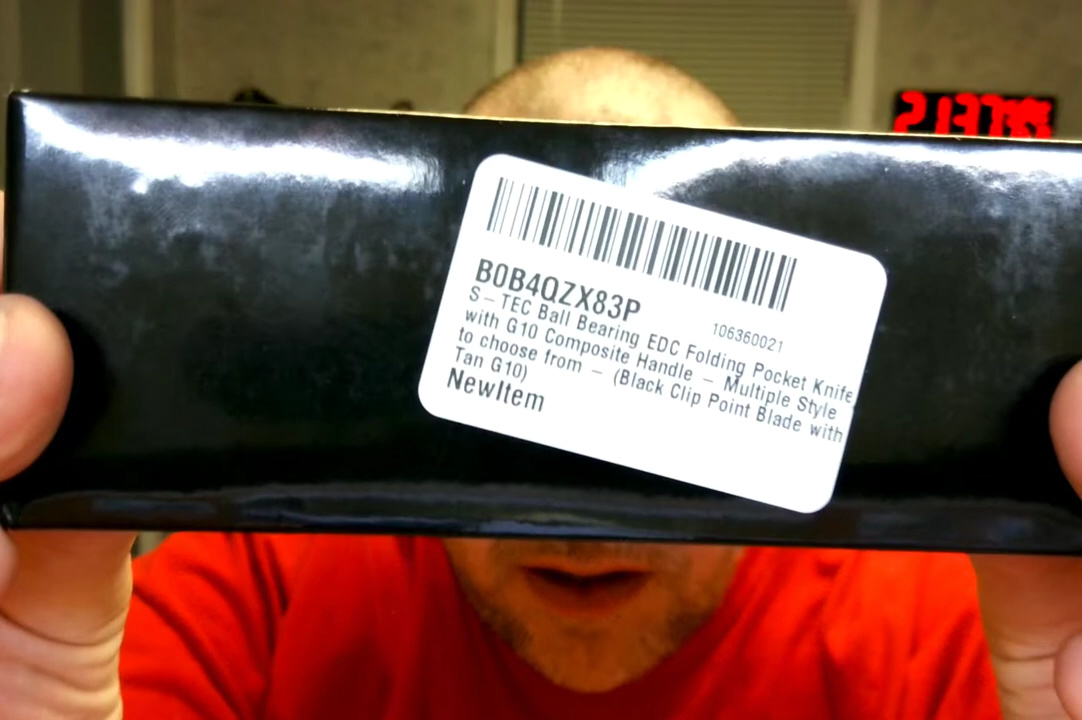 B0B4QZX83P
106360021
S-TEC Ball Bearing EDC Folding Pocket Knife
with G10 Composite Handle - Multiple Style
to choose from - (Black Clip Point Blade with
Tan G10)
NewItem